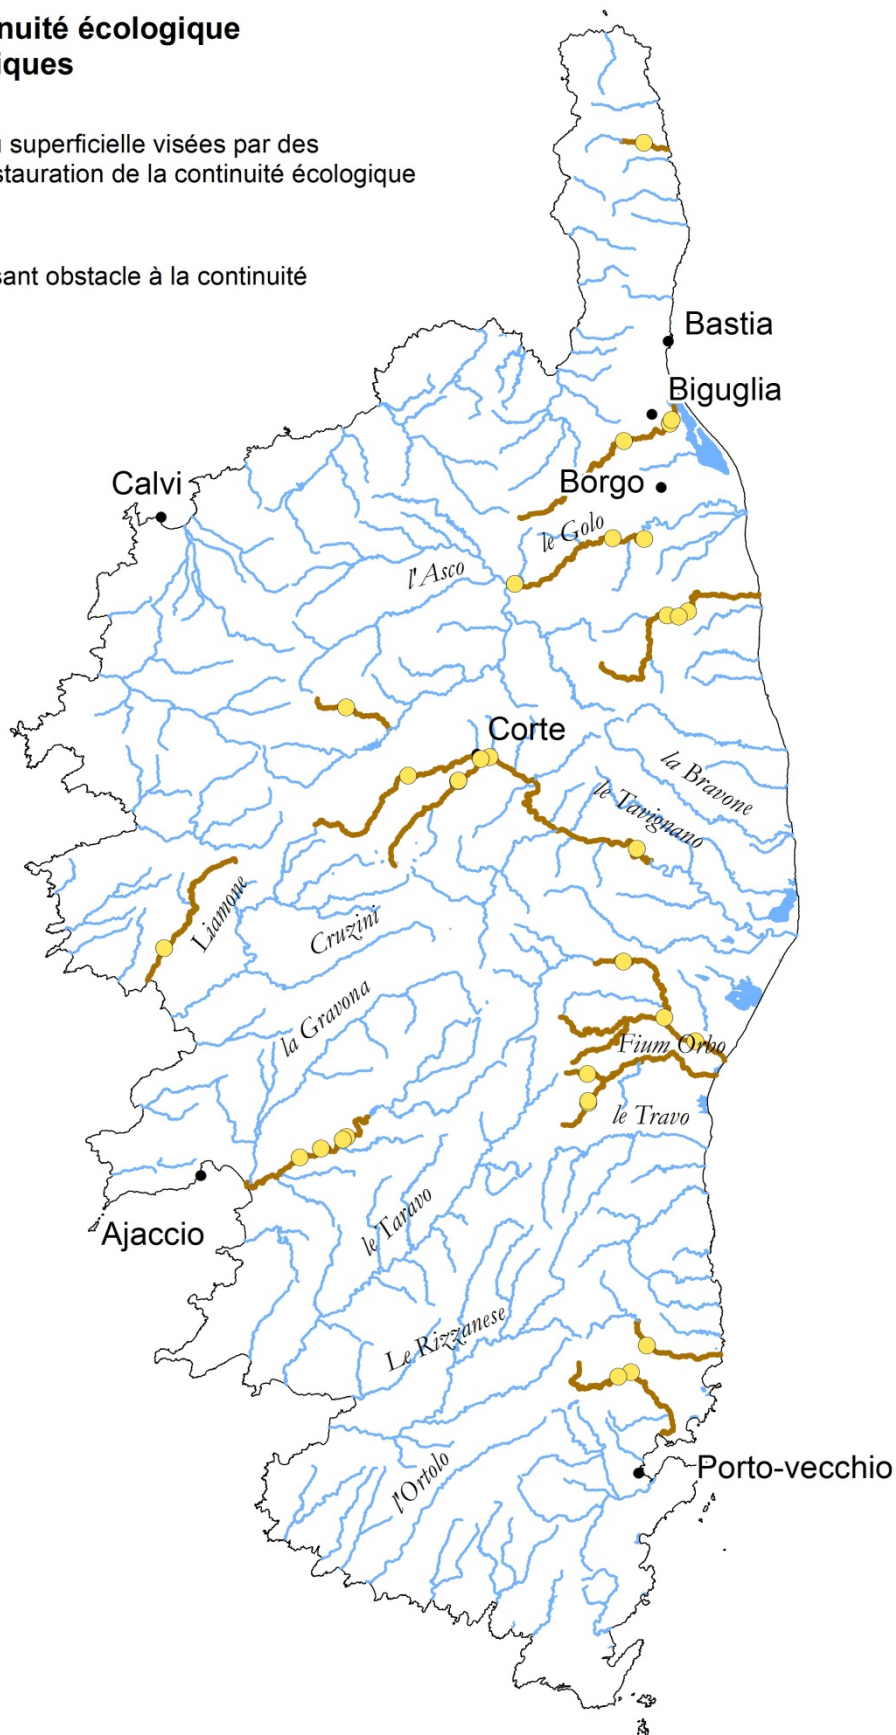 nuité écologique
iques
superficielle visées par des
stauration de la continuité écologique
sant obstacle à la continuité
Bastia
Biguglia
Calvi
Borgo
le Golo
l'Asco
Corte
la Bravone
le Tavignano
Liamone
Cruzini
la Gravona
Fium Orbo
le Travo
le Taravo
Ajaccio
Le Rizzanese
l'Ortolo
Porto-vecchio